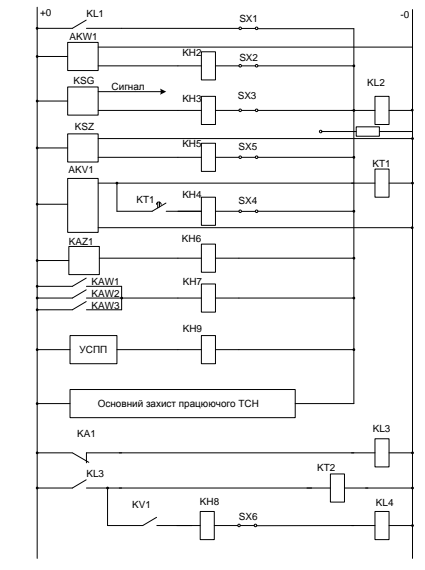 +0
-0
KL1
SX1
AKW1
KH2
SX2
KSG
Сигнал
KH3
SX3
KL2
KSZ
KH5
SX5
AKV1
KT1
KT1
KH4
SX4
KAZ1
KH6
KAW1
KAW2
KAW3
KH7
УСПП
KH9
Основний захист працюючого ТСН
KA1
KL3
KL3
KT2
KV1
KH8
SX6
KL4